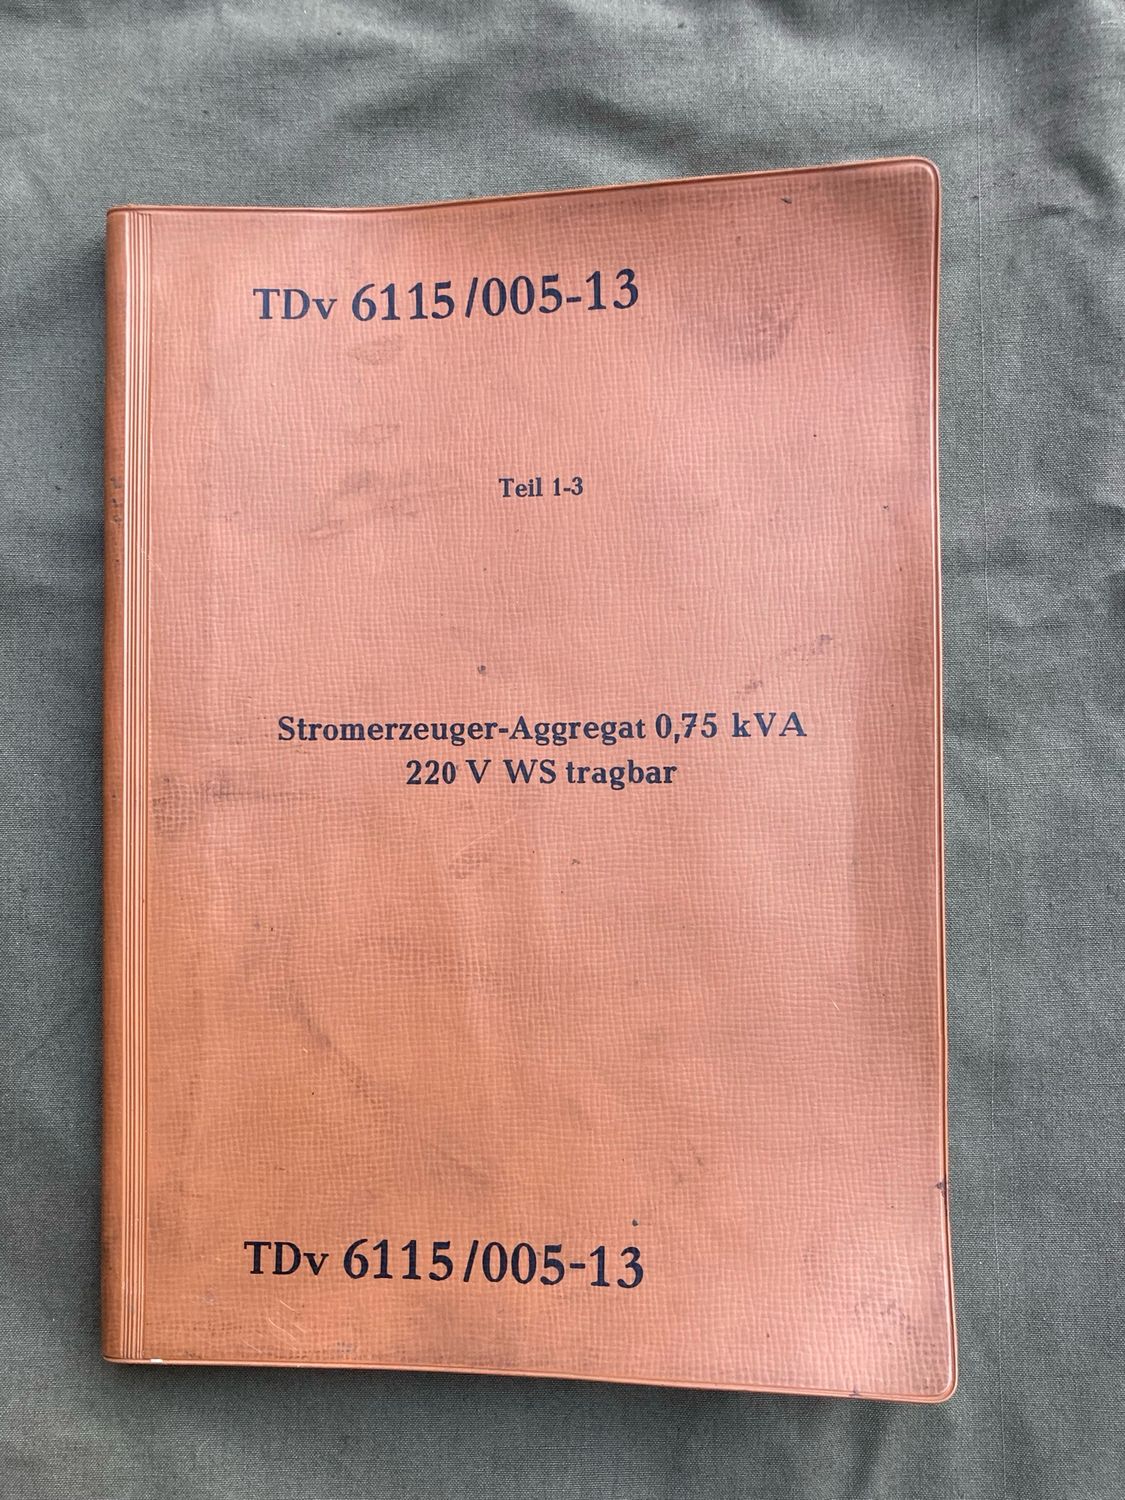 TDv 6115/005-13
Teil 1-3
Stromerzeuger-Aggregat 0,75 kVA
220 V WS tragbar
TDv 6115/005-13